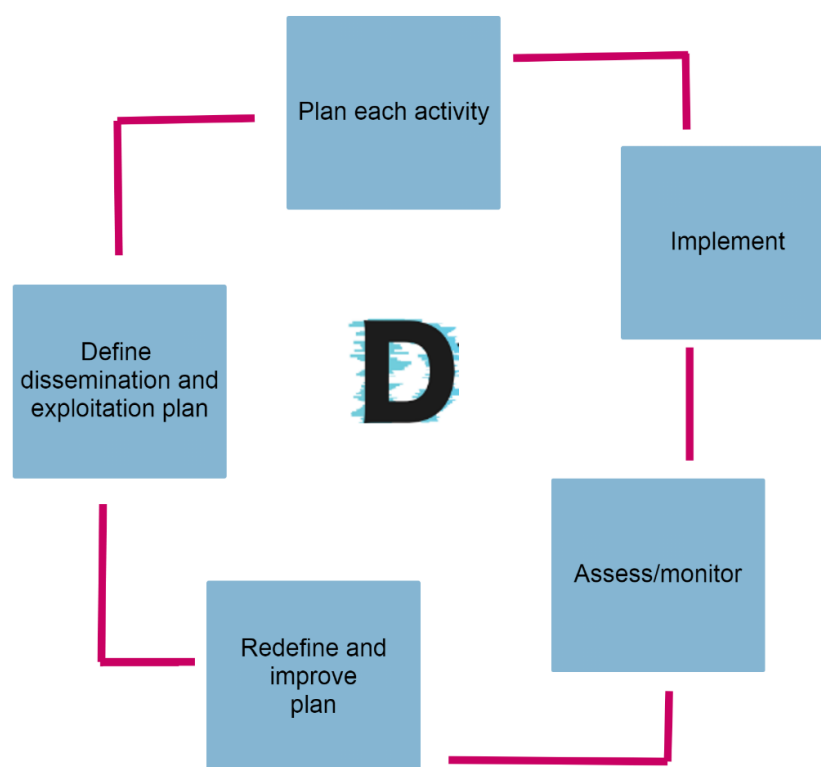 Plan each activity
Implement
Define
dissemination and
exploitation plan
D
Assess/monitor
Redefine and
improve
plan